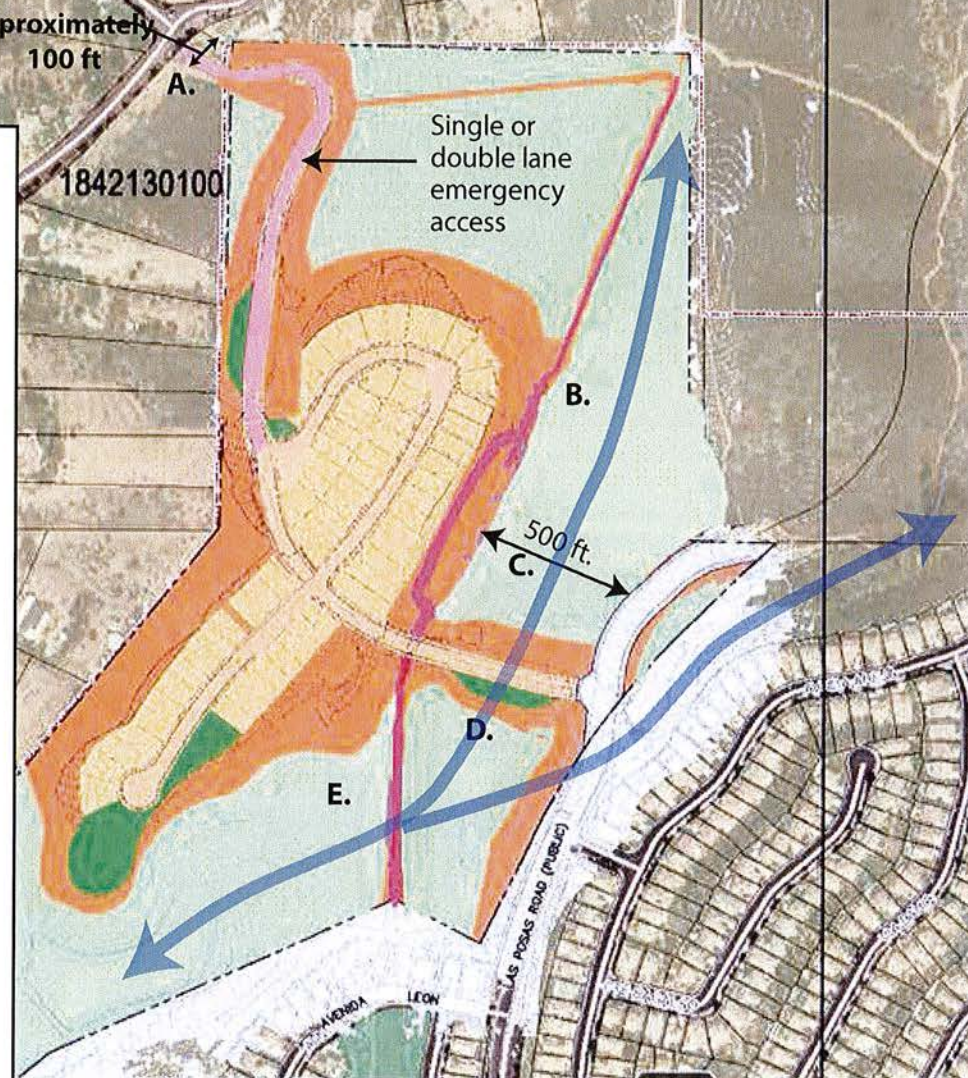 proximately
100 ft
A.
1842130100
Single or
double lane
emergency
access
B.
500 ft.
C.
D.
E.
LAS POSAS ROAD (PUBLIC)
AVENIDA LEON